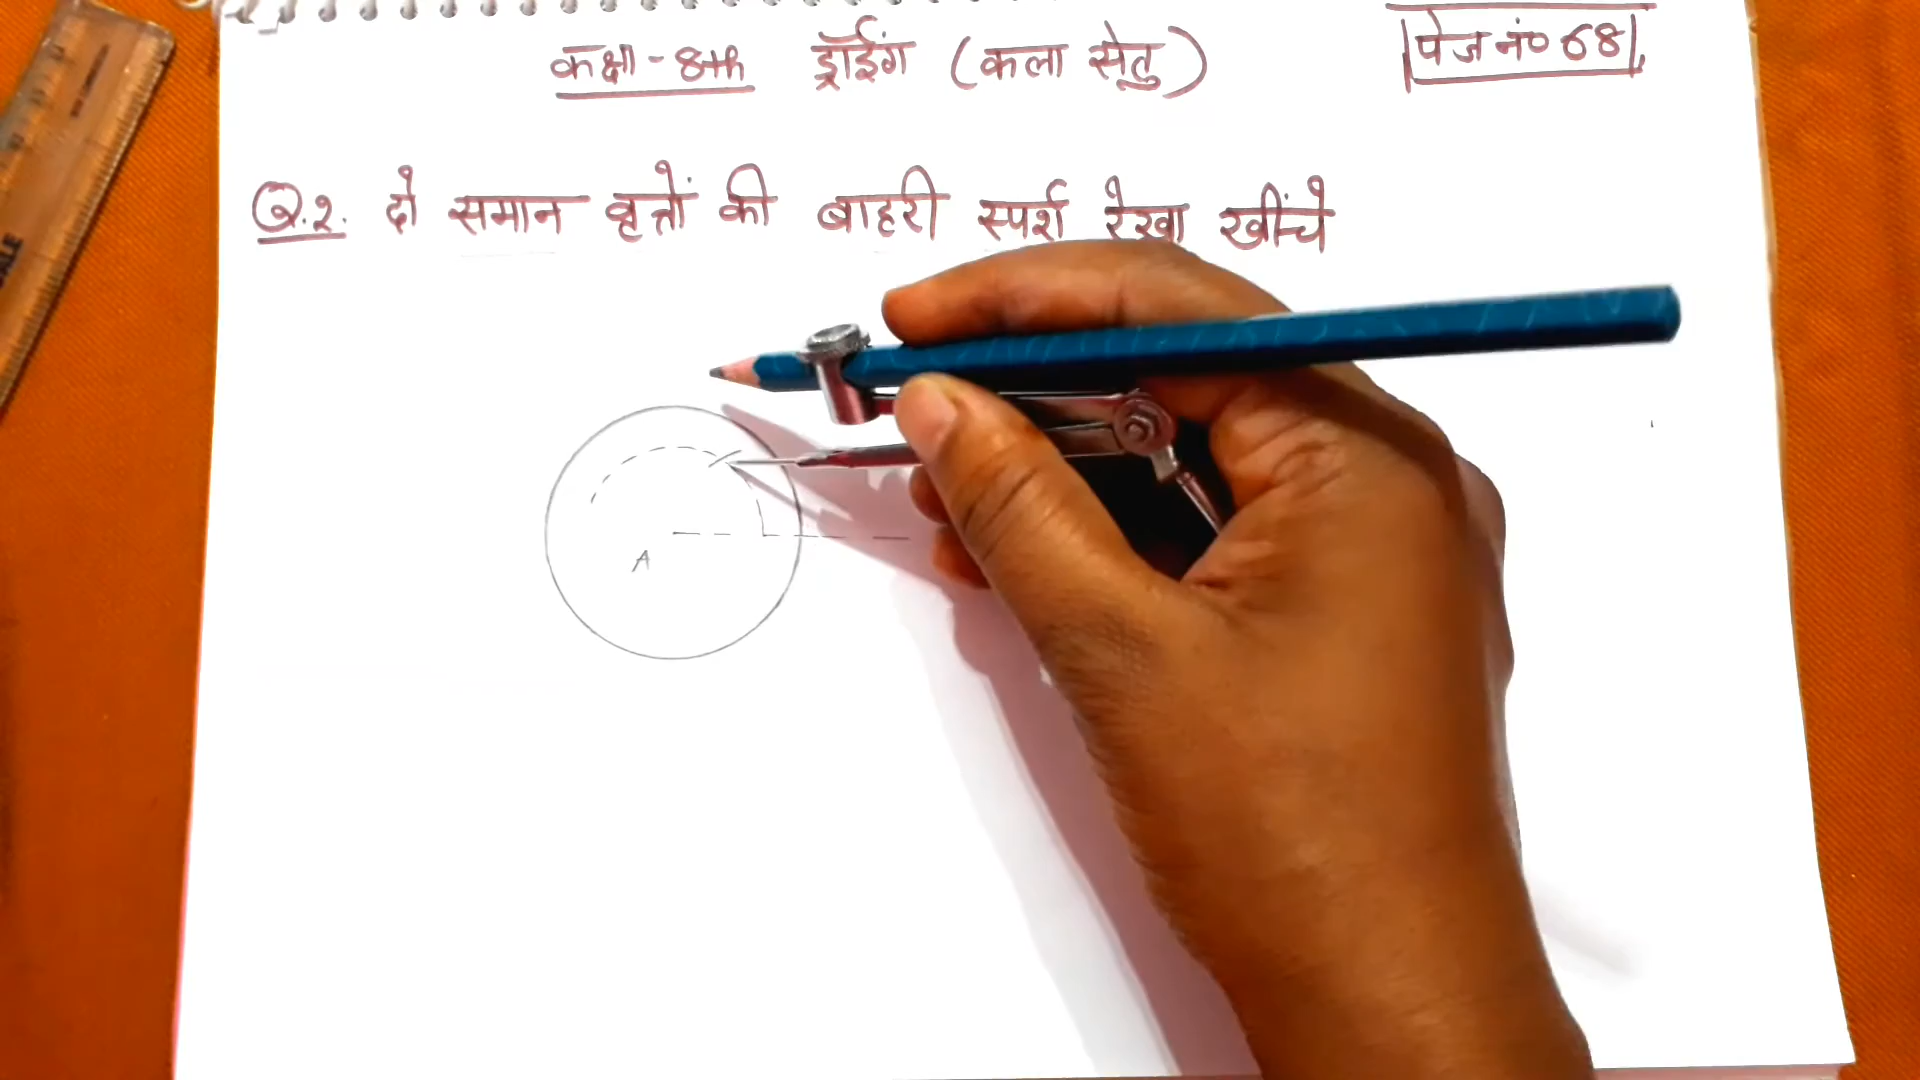 कक्षा - 8th ड्रॉईंग (कला सेतु)
पेज नं० 68
Q.2. दो समान वृत्तों की बाहरी स्पर्श रेखा खींचे
A